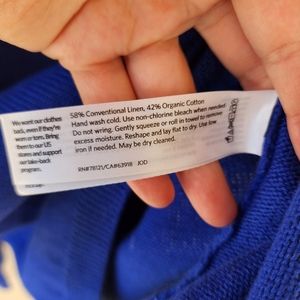 We want our clothes
back, even if they're
worn or torn. Bring
them to our US
stores and support
our take-back
program.
58% Conventional Linen, 42% Organic Cotton
Hand wash cold. Use non-chlorine bleach when needed.
Do not wring. Gently squeeze or roll in towel to remove
excess moisture. Reshape and lay flat to dry. Use low
iron if needed. May be dry cleaned.
RN#78121/CA#63918 JOD